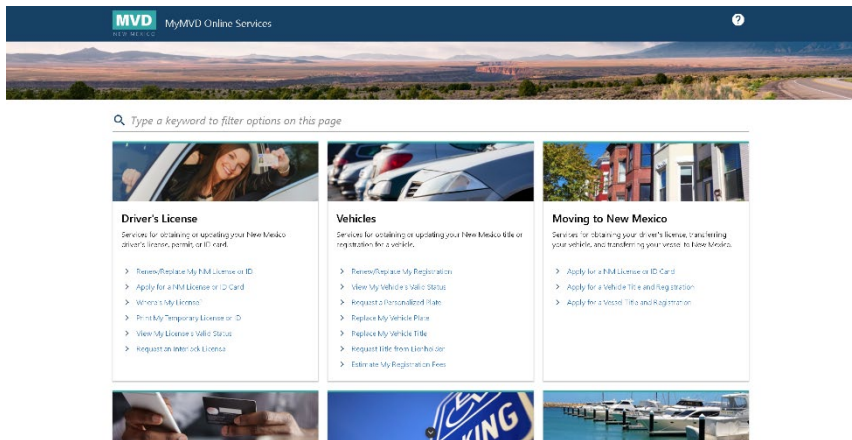 MVD
NEW MEXICO
MyMVD Online Services
?
Type a keyword to filter options on this page
Driver's License
Services for obtaining or updating your New Mexico
driver's license, permit, or ID card.
Renew/Replace My NM License or ID
Apply for a NM License or ID Card
Where's My License?
Print My Temporary License or ID
View My License's Valid Status
Request an Interlock License
Vehicles
Services for obtaining or updating your New Mexico title or
registration for a vehicle.
Renew/Replace My Registration
View My Vehicle's Valid Status
Request a Personalized Plate
Replace My Vehicle Plate
Replace My Vehicle Title
Request Title from Lienholder
Estimate My Registration Fees
Moving to New Mexico
Services for obtaining your driver's license, transferring
your vehicle, and transferring your vessel to New Mexico.
Apply for a NM License or ID Card
Apply for a Vehicle Title and Registration
Apply for a Vessel Title and Registration
KING